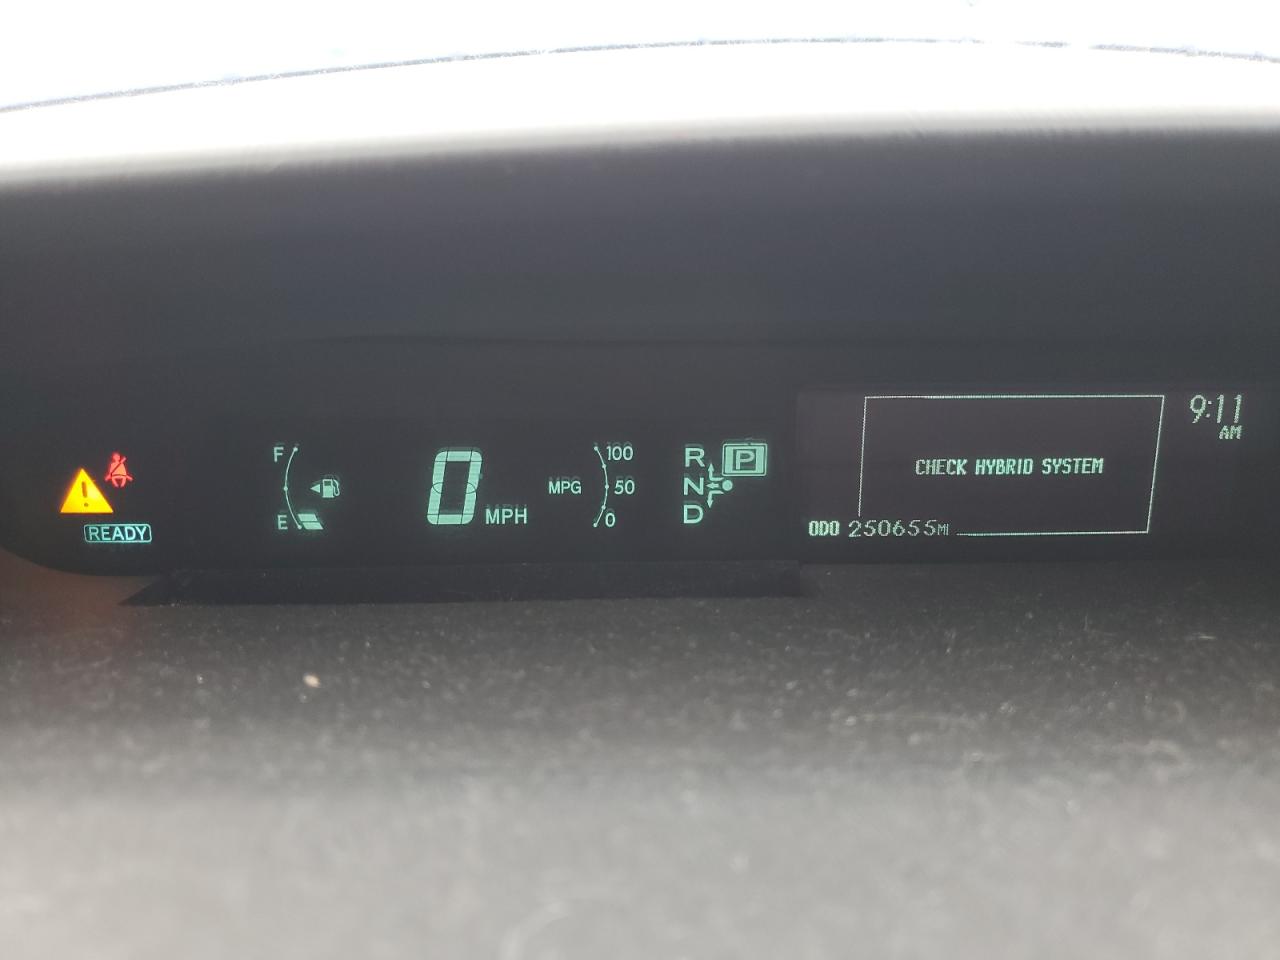 READY
F
E
0 MPH
MPG
100
50
0
R
N
D
P
CHECK HYBRID SYSTEM
ODO 250655MI
9:11
AM